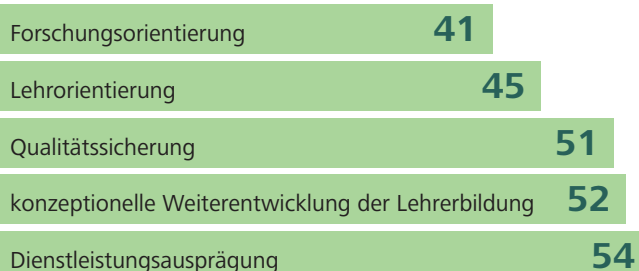 Forschungsorientierung 41
Lehrorientierung 45
Qualitätssicherung 51
konzeptionelle Weiterentwicklung der Lehrerbildung 52
Dienstleistungsausprägung 54